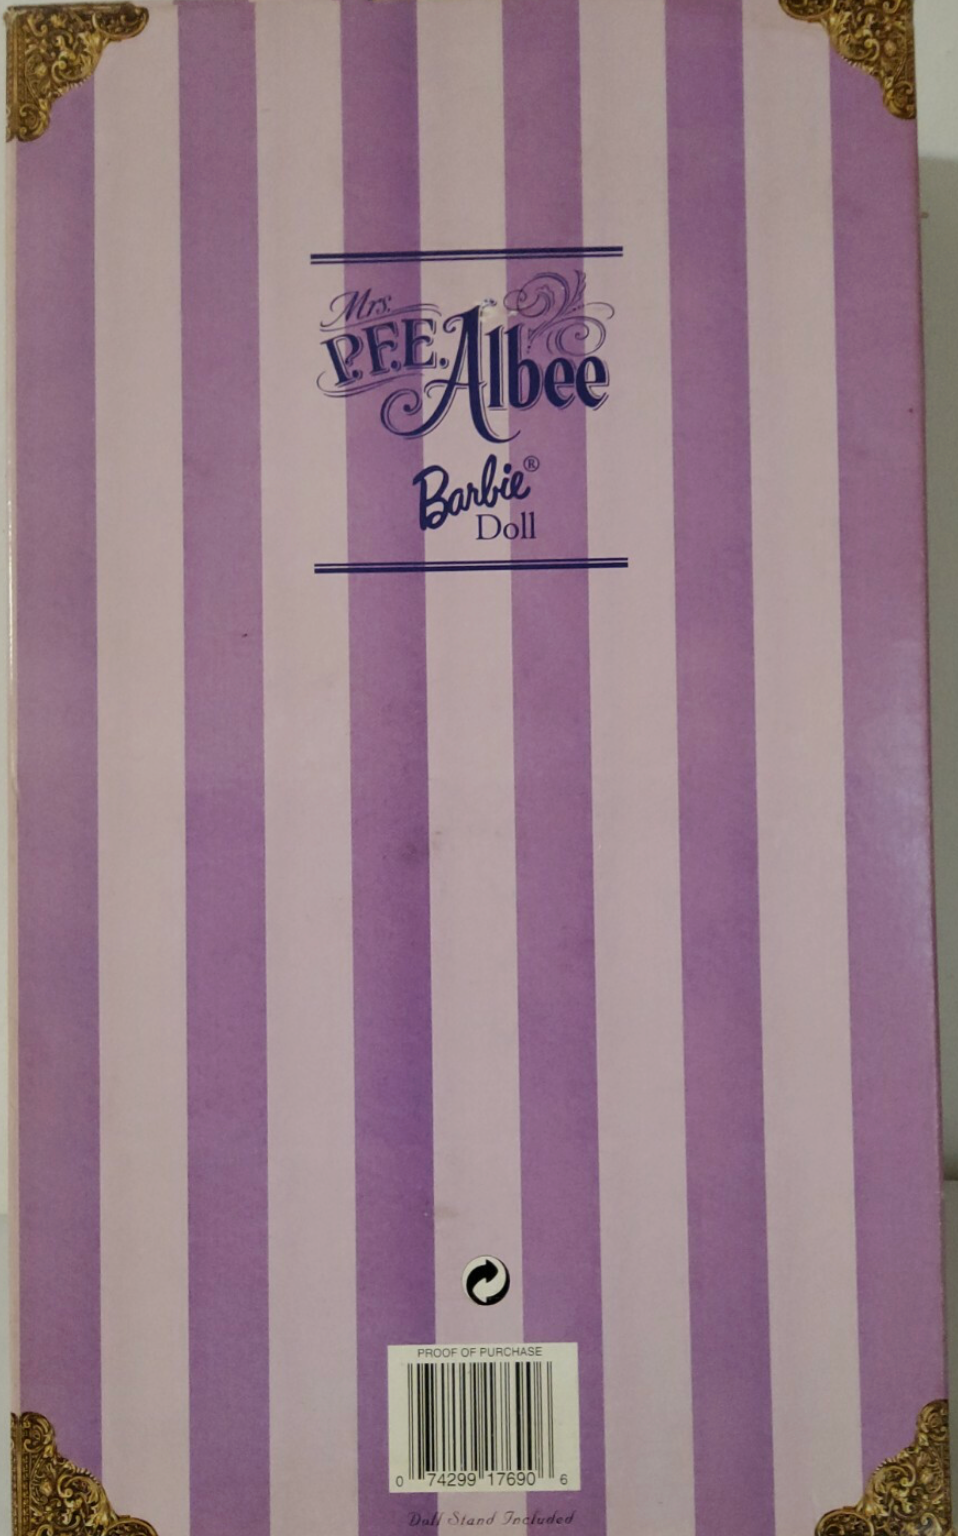 Mrs.
P.F.E. Albee
Barbie®
Doll
PROOF OF PURCHASE
0 74299 17690 6
Doll Stand Included